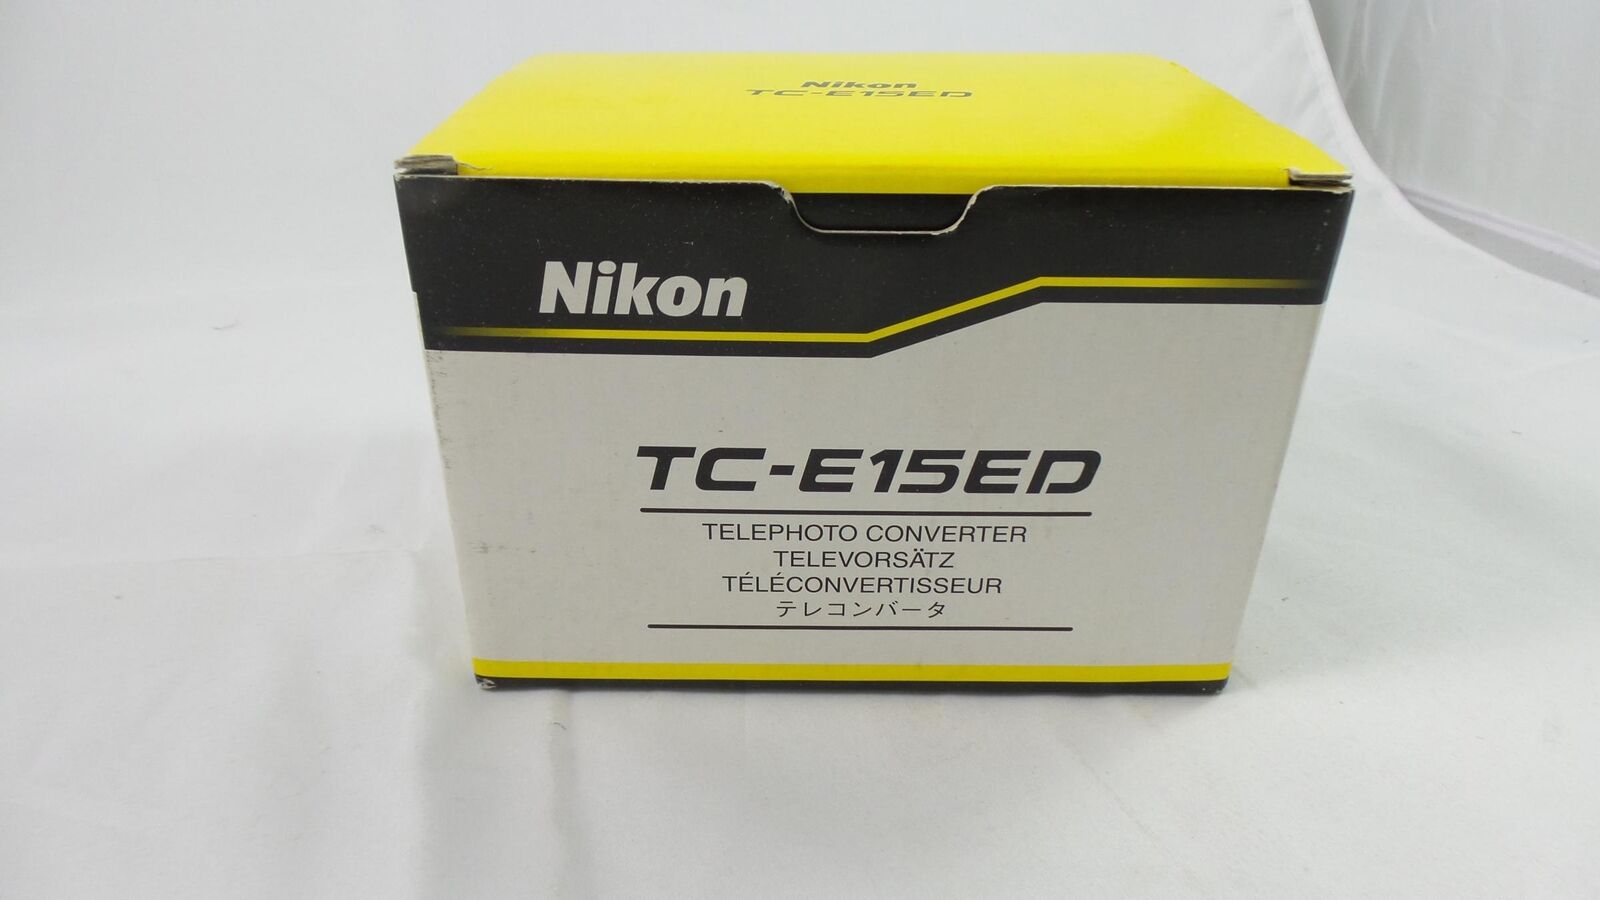 Nikon
TC-E15ED
Nikon
TC-E15ED
TELEPHOTO CONVERTER
TELEVORSÄTZ
TÉLÉCONVERTISSEUR
テレコンバータ